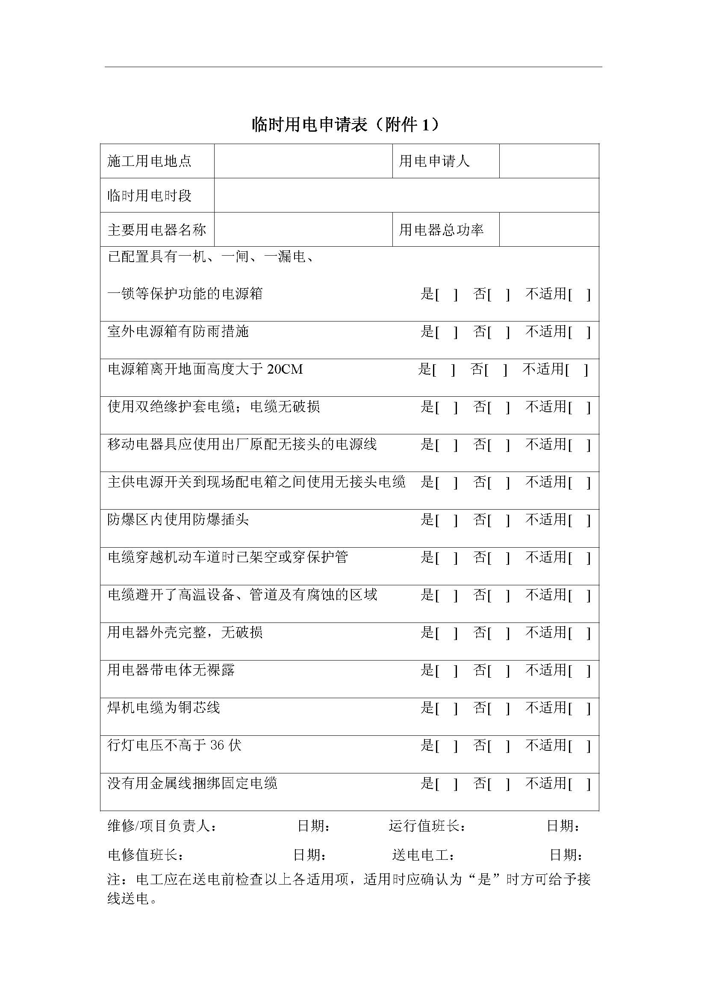 临时用电申请表（附件 1）
施工用电地点 用电申请人
临时用电时段
主要用电器名称 用电器总功率
已配置具有一机、一闸、一漏电、
一锁等保护功能的电源箱 是[ ] 否[ ] 不适用[ ]
室外电源箱有防雨措施 是[ ] 否[ ] 不适用[ ]
电源箱离开地面高度大于 20CM 是[ ] 否[ ] 不适用[ ]
使用双绝缘护套电缆；电缆无破损 是[ ] 否[ ] 不适用[ ]
移动电器具应使用出厂原配无接头的电源线 是[ ] 否[ ] 不适用[ ]
主供电源开关到现场配电箱之间使用无接头电缆 是[ ] 否[ ] 不适用[ ]
防爆区内使用防爆插头 是[ ] 否[ ] 不适用[ ]
电缆穿越机动车道时已架空或穿保护管 是[ ] 否[ ] 不适用[ ]
电缆避开了高温设备、管道及有腐蚀的区域 是[ ] 否[ ] 不适用[ ]
用电器外壳完整，无破损 是[ ] 否[ ] 不适用[ ]
用电器带电体无裸露 是[ ] 否[ ] 不适用[ ]
焊机电缆为铜芯线 是[ ] 否[ ] 不适用[ ]
行灯电压不高于 36 伏 是[ ] 否[ ] 不适用[ ]
没有用金属线捆绑固定电缆 是[ ] 否[ ] 不适用[ ]
维修/项目负责人： 日期： 运行值班长： 日期：
电修值班长： 日期： 送电电工： 日期：
注：电工应在送电前检查以上各适用项，适用时应确认为“是”时方可给予接
线送电。